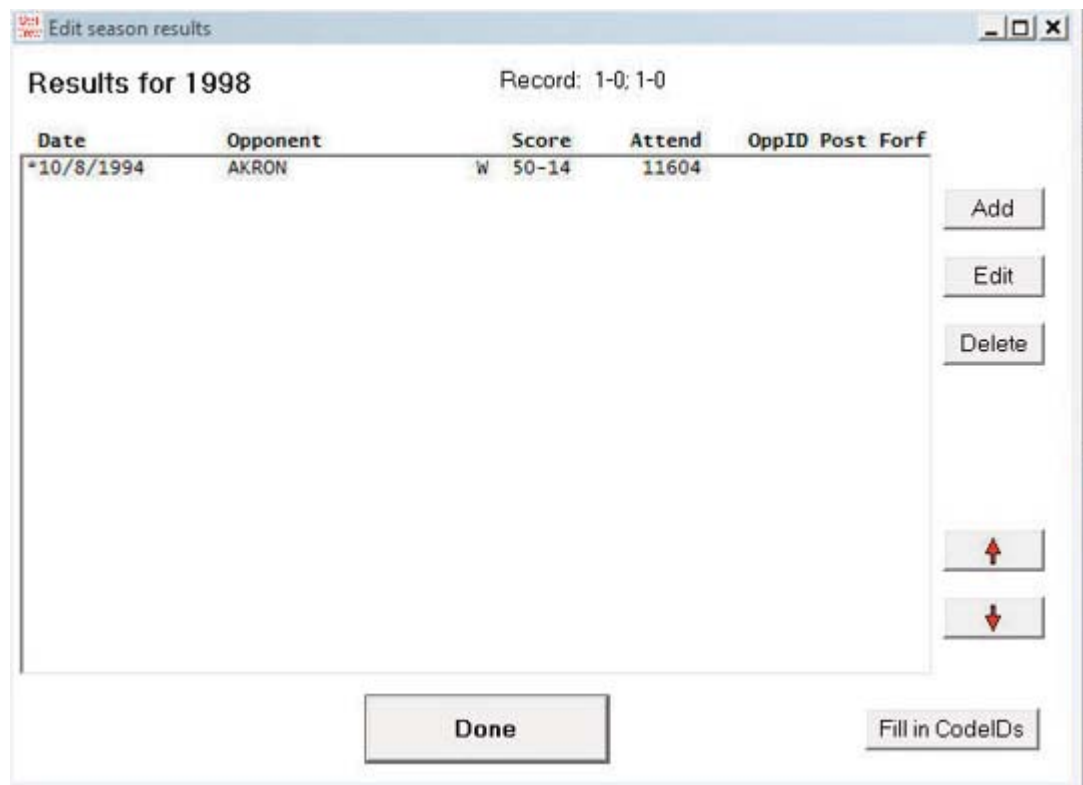 Edit season results
Results for 1998 Record: 1-0; 1-0
Date Opponent Score Attend OppID Post Forf
*10/8/1994 AKRON W 50-14 11604
Add
Edit
Delete
Done
Fill in CodeIDs